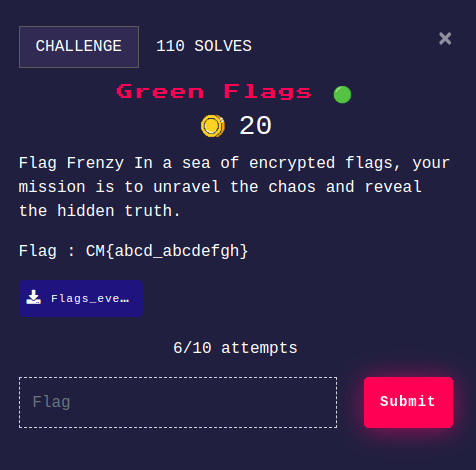 CHALLENGE 110 SOLVES ×
Green Flags
20
Flag Frenzy In a sea of encrypted flags, your
mission is to unravel the chaos and reveal
the hidden truth.
Flag : CM{abcd_abcdefgh}
Flags_eve…
6/10 attempts
Flag Submit